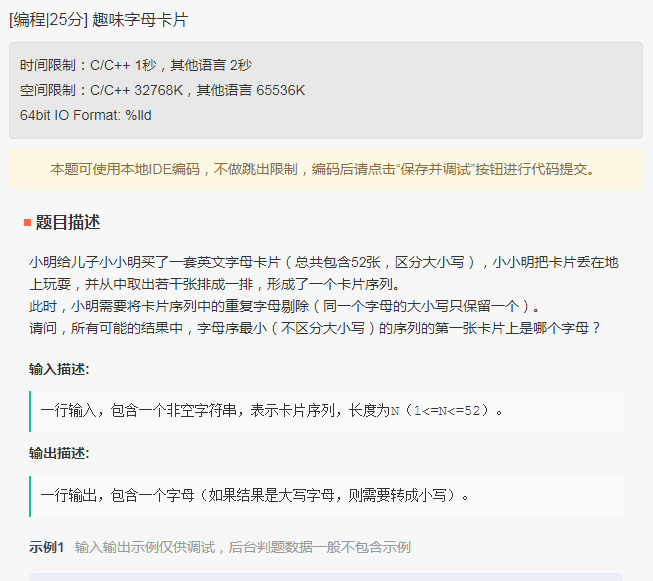 [编程|25分] 趣味字母卡片
时间限制：C/C++ 1秒，其他语言 2秒
空间限制：C/C++ 32768K，其他语言 65536K
64bit IO Format: %lld
本题可使用本地IDE编码，不做跳出限制，编码后请点击“保存并调试”按钮进行代码提交。
题目描述
小明给儿子小小明买了一套英文字母卡片（总共包含52张，区分大小写），小小明把卡片丢在地
上玩耍，并从中取出若干张排成一排，形成了一个卡片序列。
此时，小明需要将卡片序列中的重复字母剔除（同一个字母的大小写只保留一个）。
请问，所有可能的结果中，字母序最小（不区分大小写）的序列的第一张卡片上是哪个字母？
输入描述:
一行输入，包含一个非空字符串，表示卡片序列，长度为N（1<=N<=52）。
输出描述:
一行输出，包含一个字母（如果结果是大写字母，则需要转成小写）。
示例1 输入输出示例仅供调试，后台判题数据一般不包含示例